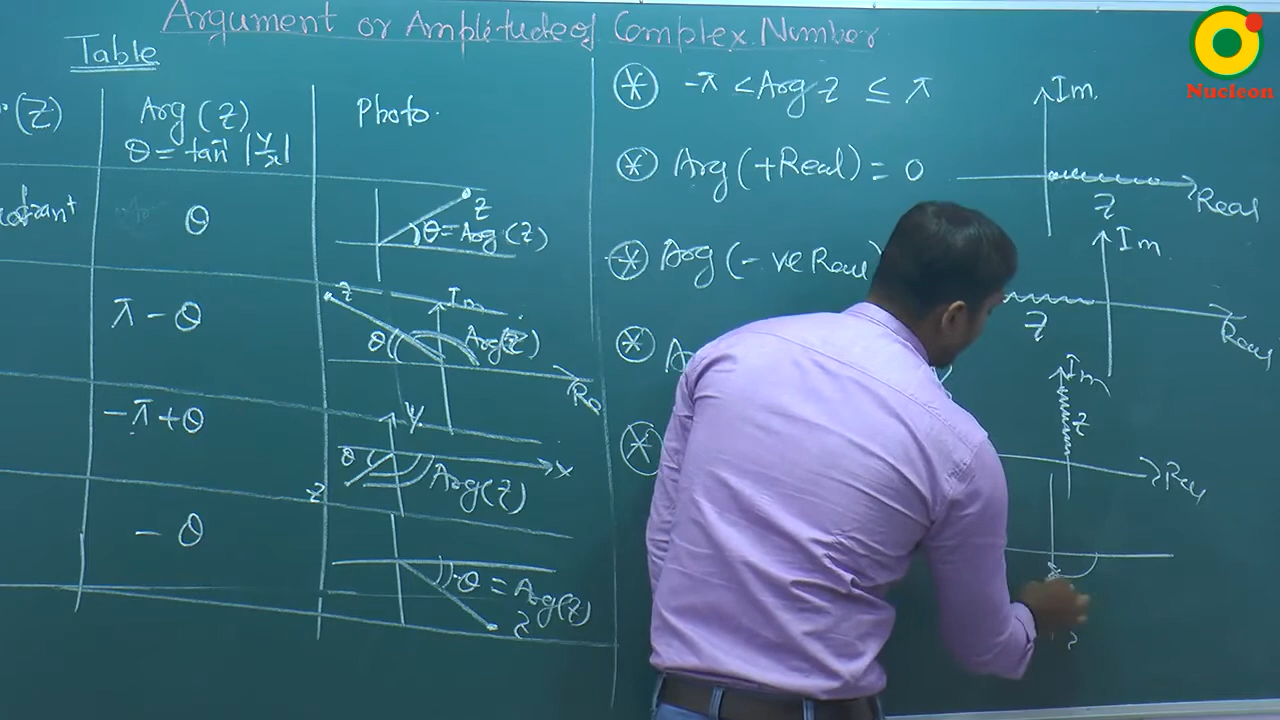 Argument or Amplitude of Complex Number
Nucleon
Table
(Z)
Arg (Z)
θ = tan⁻¹ |y/x|
Photo.
θ
Z
θ = Arg (Z)
π - θ
Z
Im
θ
Arg(Z)
-π+θ
Y
θ
X
Z
Arg(Z)
- θ
-θ = Arg(Z)
Z
* -π < Arg Z ≤ π
* Arg (+Real) = 0
* Arg (- ve Real)
*
*
Im.
Real
Z
Im
Z
Real
Im
Z
Real